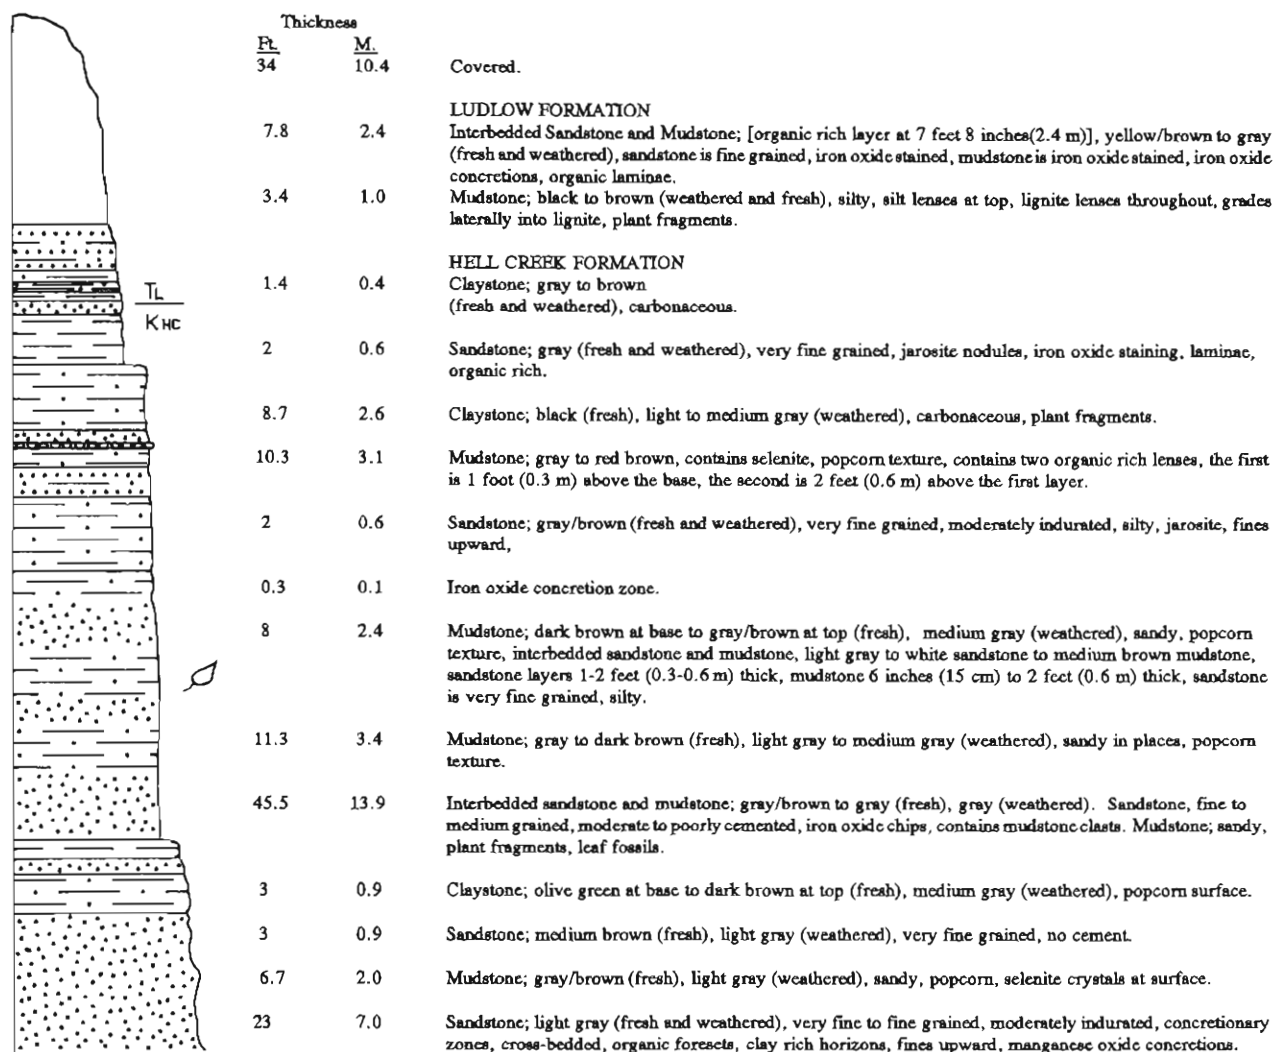 Thickness
Ft. M.
34 10.4 Covered.
LUDLOW FORMATION
7.8 2.4 Interbedded Sandstone and Mudstone; [organic rich layer at 7 feet 8 inches(2.4 m)], yellow/brown to gray
(fresh and weathered), sandstone is fine grained, iron oxide stained, mudstone is iron oxide stained, iron oxide
concretions, organic laminae.
3.4 1.0 Mudstone; black to brown (weathered and fresh), silty, silt lenses at top, lignite lenses throughout, grades
laterally into lignite, plant fragments.
HELL CREEK FORMATION
1.4 0.4 Claystone; gray to brown
(fresh and weathered), carbonaceous.
TL
KHC
2 0.6 Sandstone; gray (fresh and weathered), very fine grained, jarosite nodules, iron oxide staining, laminae,
organic rich.
8.7 2.6 Claystone; black (fresh), light to medium gray (weathered), carbonaceous, plant fragments.
10.3 3.1 Mudstone; gray to red brown, contains selenite, popcorn texture, contains two organic rich lenses, the first
is 1 foot (0.3 m) above the base, the second is 2 feet (0.6 m) above the first layer.
2 0.6 Sandstone; gray/brown (fresh and weathered), very fine grained, moderately indurated, silty, jarosite, fines
upward,
0.3 0.1 Iron oxide concretion zone.
8 2.4 Mudstone; dark brown at base to gray/brown at top (fresh), medium gray (weathered), sandy, popcorn
texture, interbedded sandstone and mudstone, light gray to white sandstone to medium brown mudstone,
sandstone layers 1-2 feet (0.3-0.6 m) thick, mudstone 6 inches (15 cm) to 2 feet (0.6 m) thick, sandstone
is very fine grained, silty.
11.3 3.4 Mudstone; gray to dark brown (fresh), light gray to medium gray (weathered), sandy in places, popcorn
texture.
45.5 13.9 Interbedded sandstone and mudstone; gray/brown to gray (fresh), gray (weathered). Sandstone, fine to
medium grained, moderate to poorly cemented, iron oxide chips, contains mudstone clasts. Mudstone; sandy,
plant fragments, leaf fossils.
3 0.9 Claystone; olive green at base to dark brown at top (fresh), medium gray (weathered), popcorn surface.
3 0.9 Sandstone; medium brown (fresh), light gray (weathered), very fine grained, no cement.
6.7 2.0 Mudstone; gray/brown (fresh), light gray (weathered), sandy, popcorn, selenite crystals at surface.
23 7.0 Sandstone; light gray (fresh and weathered), very fine to fine grained, moderately indurated, concretionary
zones, cross-bedded, organic foresets, clay rich horizons, fines upward, manganese oxide concretions.